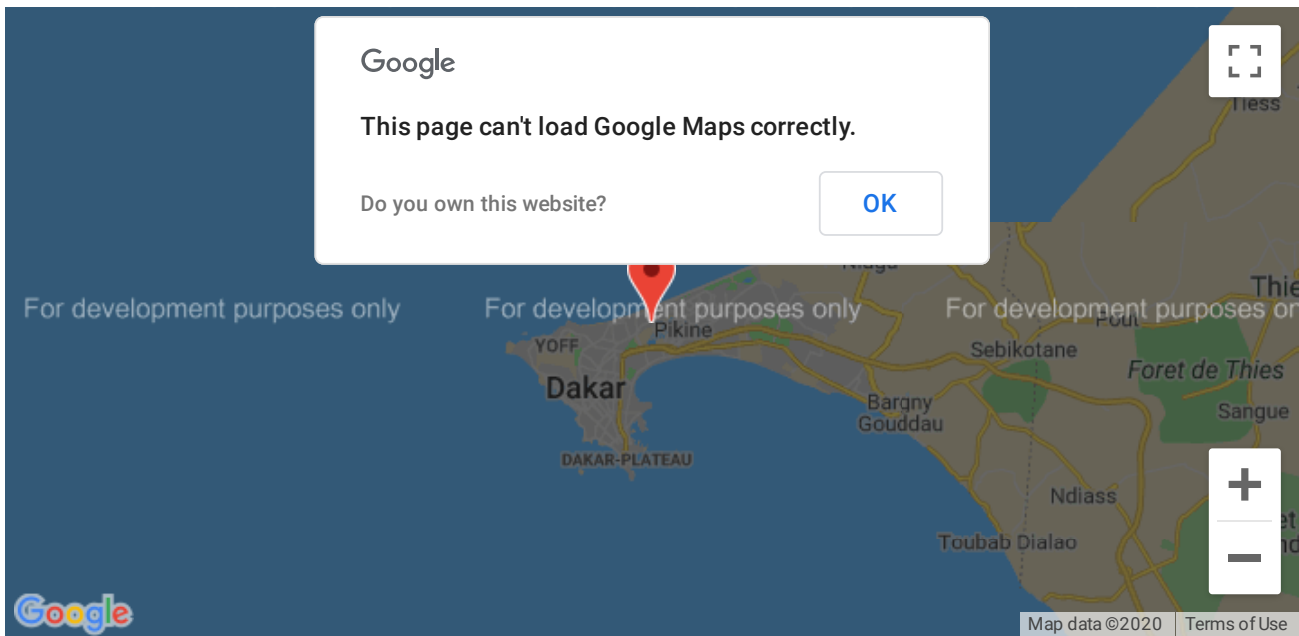 Google
This page can't load Google Maps correctly.
Do you own this website?
OK
For development purposes only
For development purposes only
For development purposes or
Thie
Pout
Pikine
YOFF
Sebikotane
Foret de Thies
Dakar
Bargny
Gouddau
Sangue
DAKAR-PLATEAU
Ndiass
Toubab Dialao
Google
Map data ©2020
Terms of Use